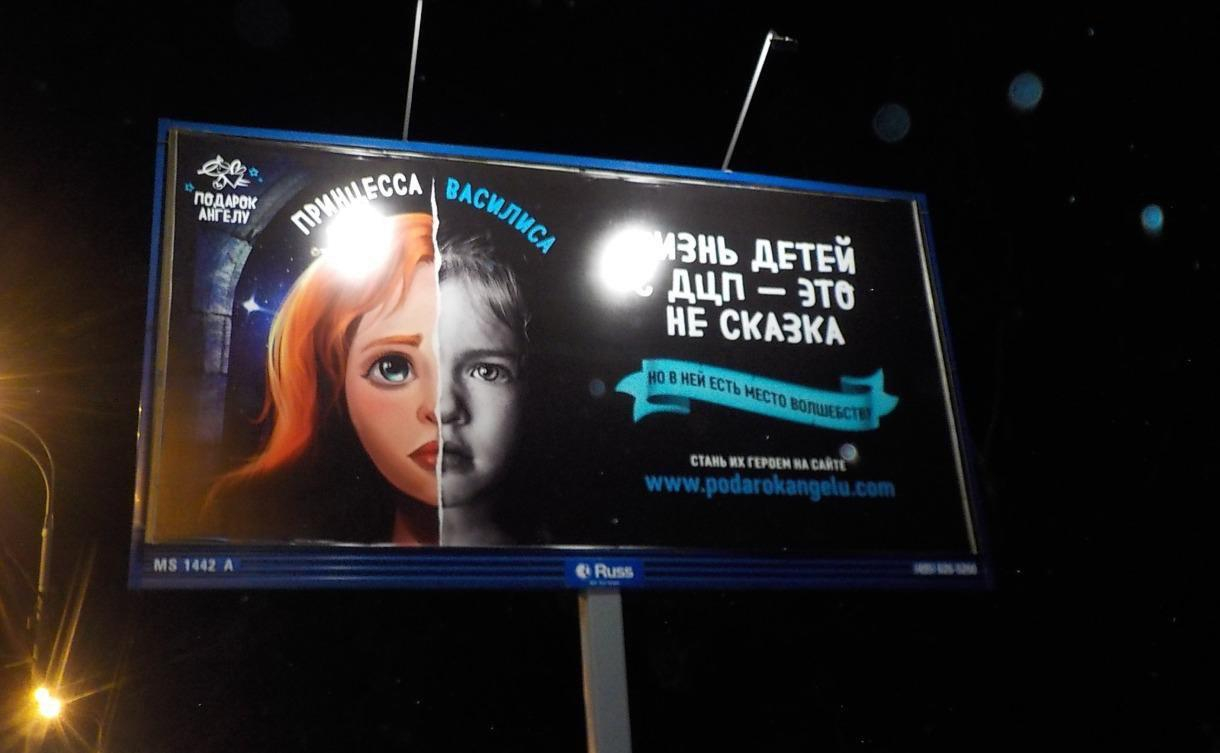 ПОДАРОК
АНГЕЛУ
ПРИНЦЕССА
ВАСИЛИСА
ЖИЗНЬ ДЕТЕЙ
С ДЦП — ЭТО
НЕ СКАЗКА
НО В НЕЙ ЕСТЬ МЕСТО ВОЛШЕБСТВУ
СТАНЬ ИХ ГЕРОЕМ НА САЙТЕ
www.podarokangelu.com
MS 1442 A
Russ